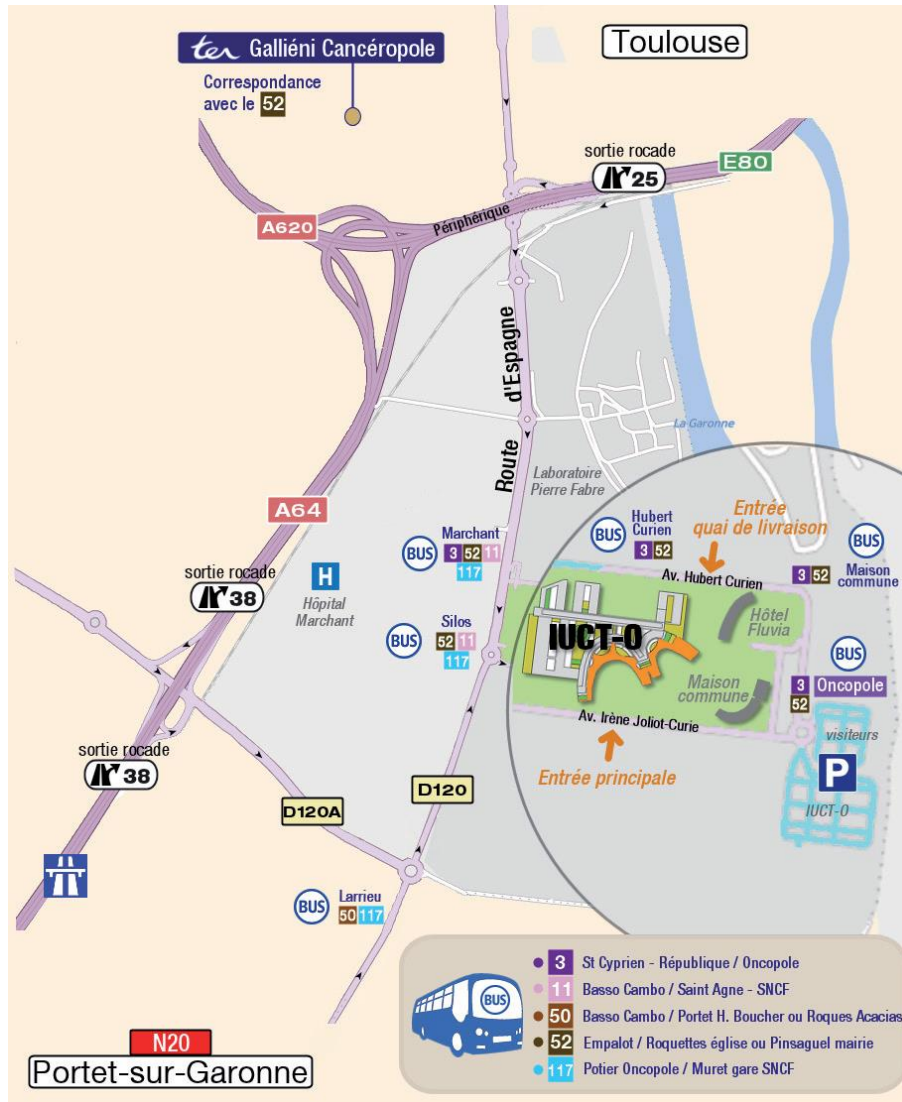 ter Galliéni Cancéropole
Toulouse
Correspondance
avec le 52
sortie rocade
25
E80
A620
Périphérique
Route d'Espagne
La Garonne
Laboratoire
Pierre Fabre
A64
Marchant
BUS
3 52 11
117
Hubert
Curien
BUS
3 52
Entrée
quai de livraison
BUS
Maison
commune
3 52
Av. Hubert Curien
sortie rocade
38
H
Hôpital
Marchant
Silos
BUS
52 11
117
IUCT-O
Hôtel
Fluvia
BUS
3 Oncopole
52
Maison
commune
Av. Irène Joliot-Curie
visiteurs
P
IUCT-O
Entrée principale
sortie rocade
38
D120
D120A
Larrieu
BUS
50 117
BUS
3 St Cyprien - République / Oncopole
11 Basso Cambo / Saint Agne - SNCF
50 Basso Cambo / Portet H. Boucher ou Roques Acacias
52 Empalot / Roquettes église ou Pinsaguel mairie
117 Potier Oncopole / Muret gare SNCF
N20
Portet-sur-Garonne